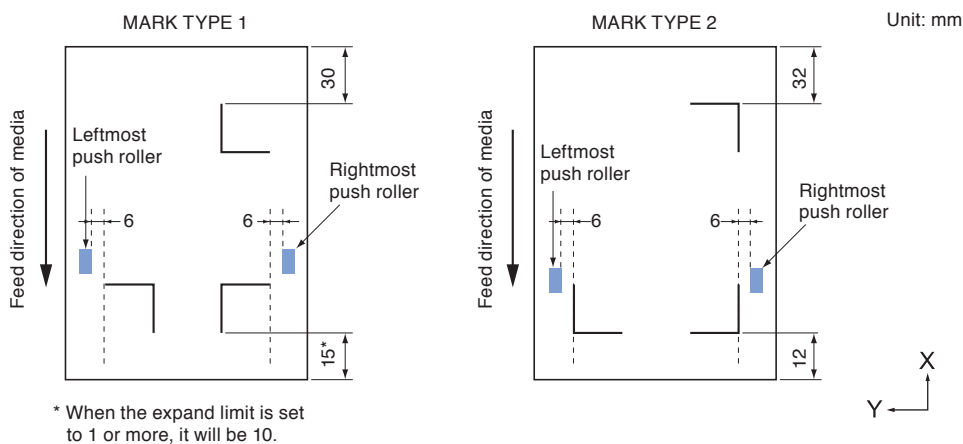 MARK TYPE 1
MARK TYPE 2
Unit: mm
30
Feed direction of media
Leftmost
push roller
Rightmost
push roller
6
6
15*
* When the expand limit is set
to 1 or more, it will be 10.
32
Feed direction of media
Leftmost
push roller
Rightmost
push roller
6
6
12
X
Y